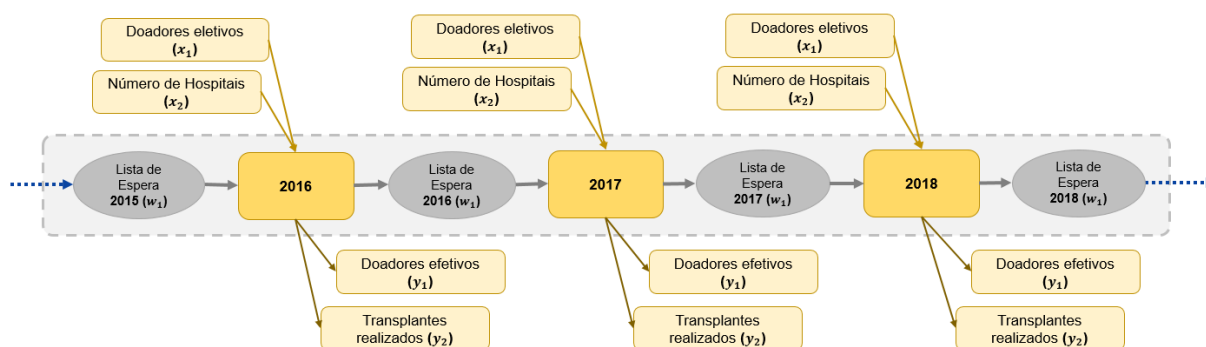 Doadores eletivos
(x₁)
Número de Hospitais
(x₂)
Doadores eletivos
(x₁)
Número de Hospitais
(x₂)
Doadores eletivos
(x₁)
Número de Hospitais
(x₂)
Lista de
Espera
2015 (w₁)
2016
Lista de
Espera
2016 (w₁)
2017
Lista de
Espera
2017 (w₁)
2018
Lista de
Espera
2018 (w₁)
Doadores efetivos
(y₁)
Transplantes
realizados (y₂)
Doadores efetivos
(y₁)
Transplantes
realizados (y₂)
Doadores efetivos
(y₁)
Transplantes
realizados (y₂)